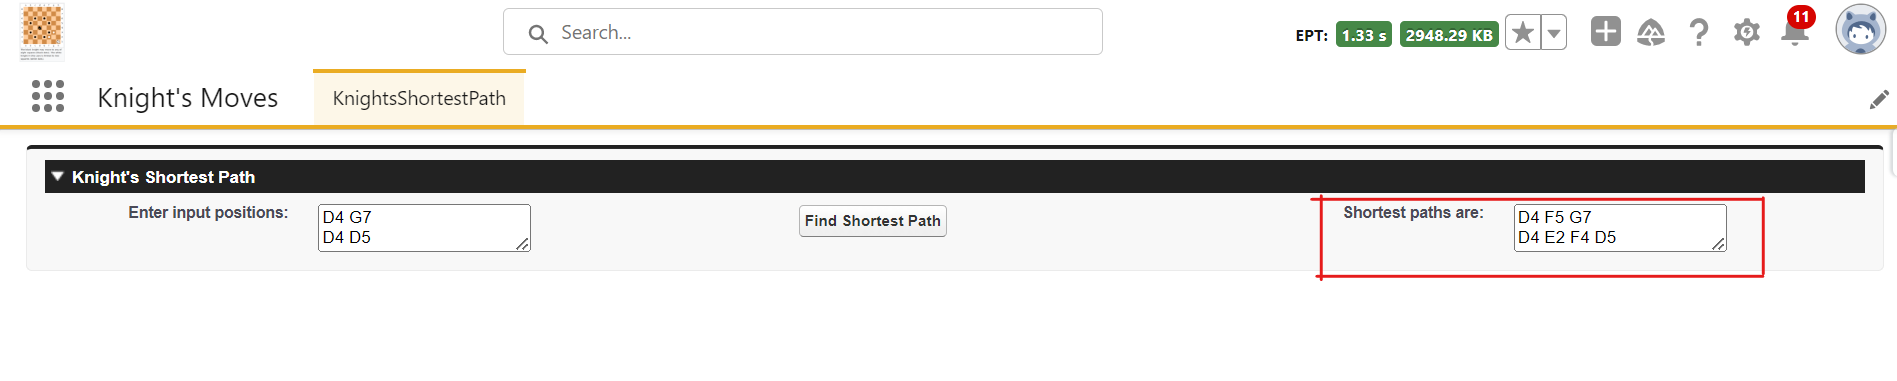 Search...
EPT: 1.33 s 2948.29 KB
11
Knight's Moves
KnightsShortestPath
Knight's Shortest Path
Enter input positions:
D4 G7
D4 D5
Find Shortest Path
Shortest paths are:
D4 F5 G7
D4 E2 F4 D5